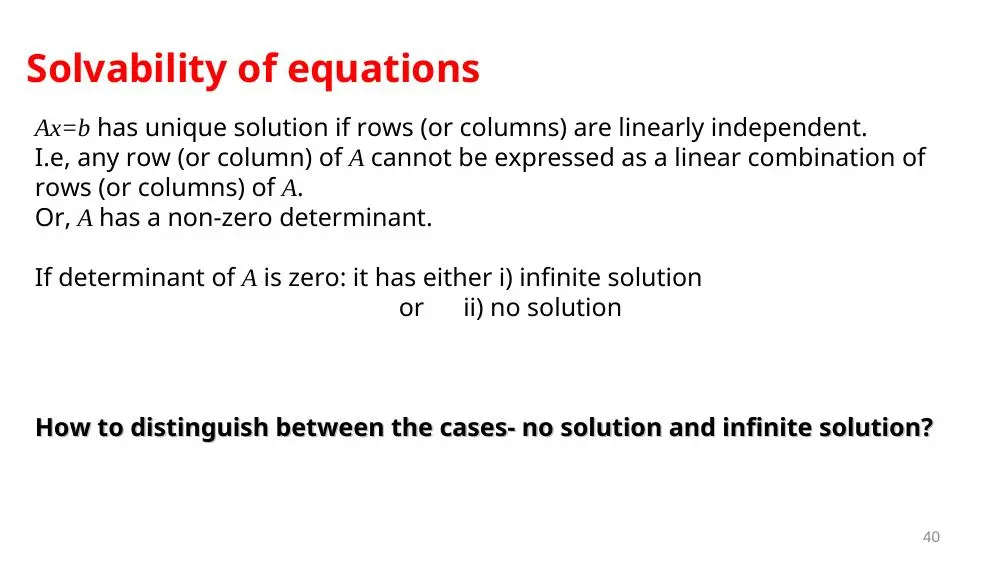 Solvability of equations
Ax=b has unique solution if rows (or columns) are linearly independent.
I.e, any row (or column) of A cannot be expressed as a linear combination of
rows (or columns) of A.
Or, A has a non-zero determinant.
If determinant of A is zero: it has either i) infinite solution
or ii) no solution
How to distinguish between the cases- no solution and infinite solution?
40